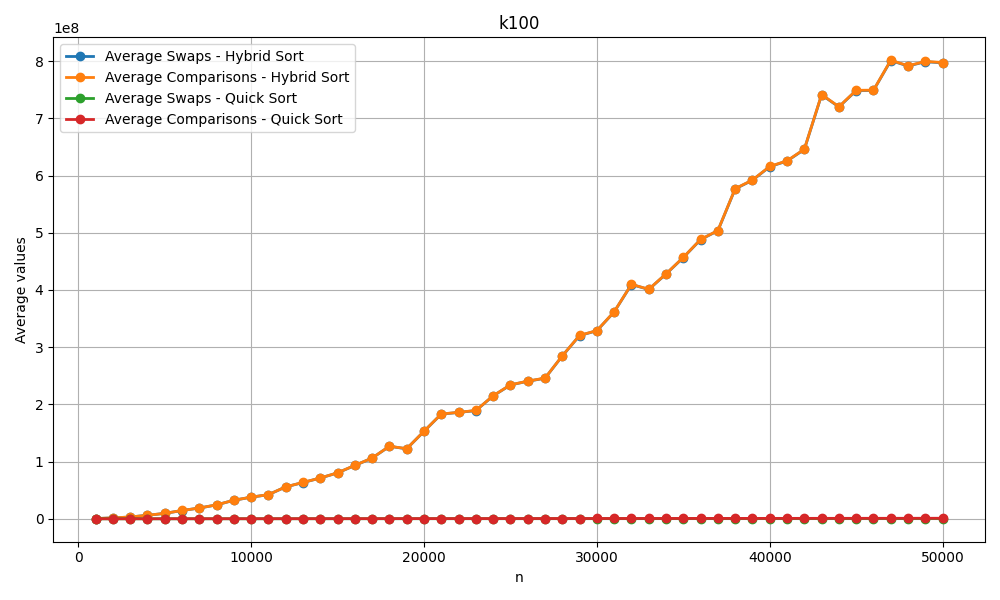 k100
1e8
Average Swaps - Hybrid Sort
Average Comparisons - Hybrid Sort
Average Swaps - Quick Sort
Average Comparisons - Quick Sort
Average values
8
7
6
5
4
3
2
1
0
0 10000 20000 30000 40000 50000
n